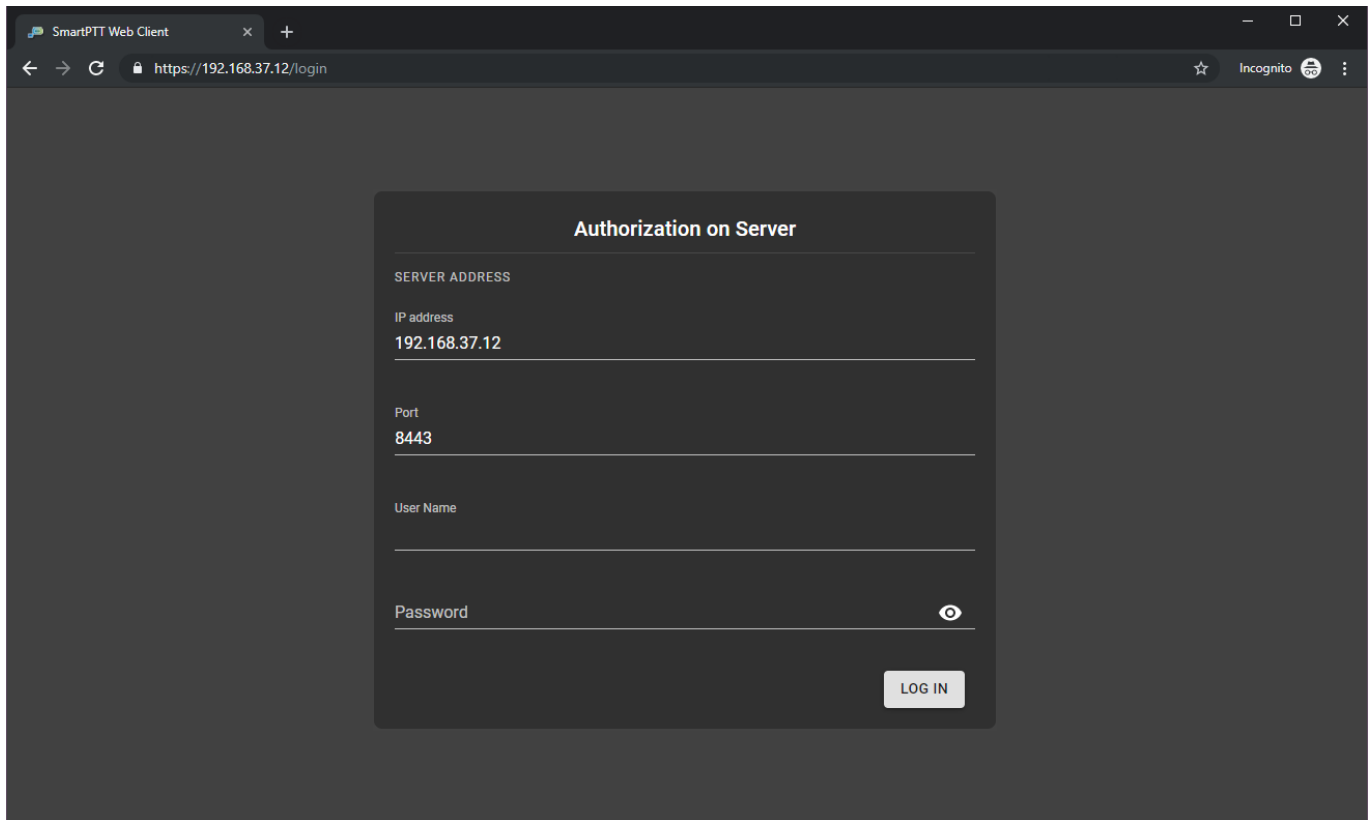 SmartPTT Web Client
https://192.168.37.12/login
Incognito
Authorization on Server
SERVER ADDRESS
IP address
192.168.37.12
Port
8443
User Name
Password
LOG IN